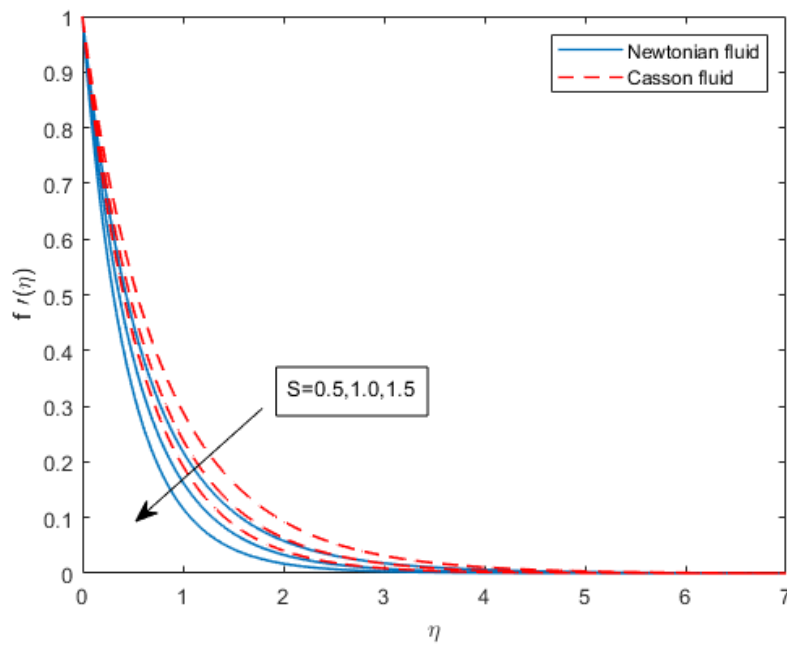 1
0.9
0.8
0.7
0.6
0.5
0.4
0.3
0.2
0.1
0
f ′(η)
Newtonian fluid
Casson fluid
S=0.5,1.0,1.5
0 1 2 3 4 5 6 7
η